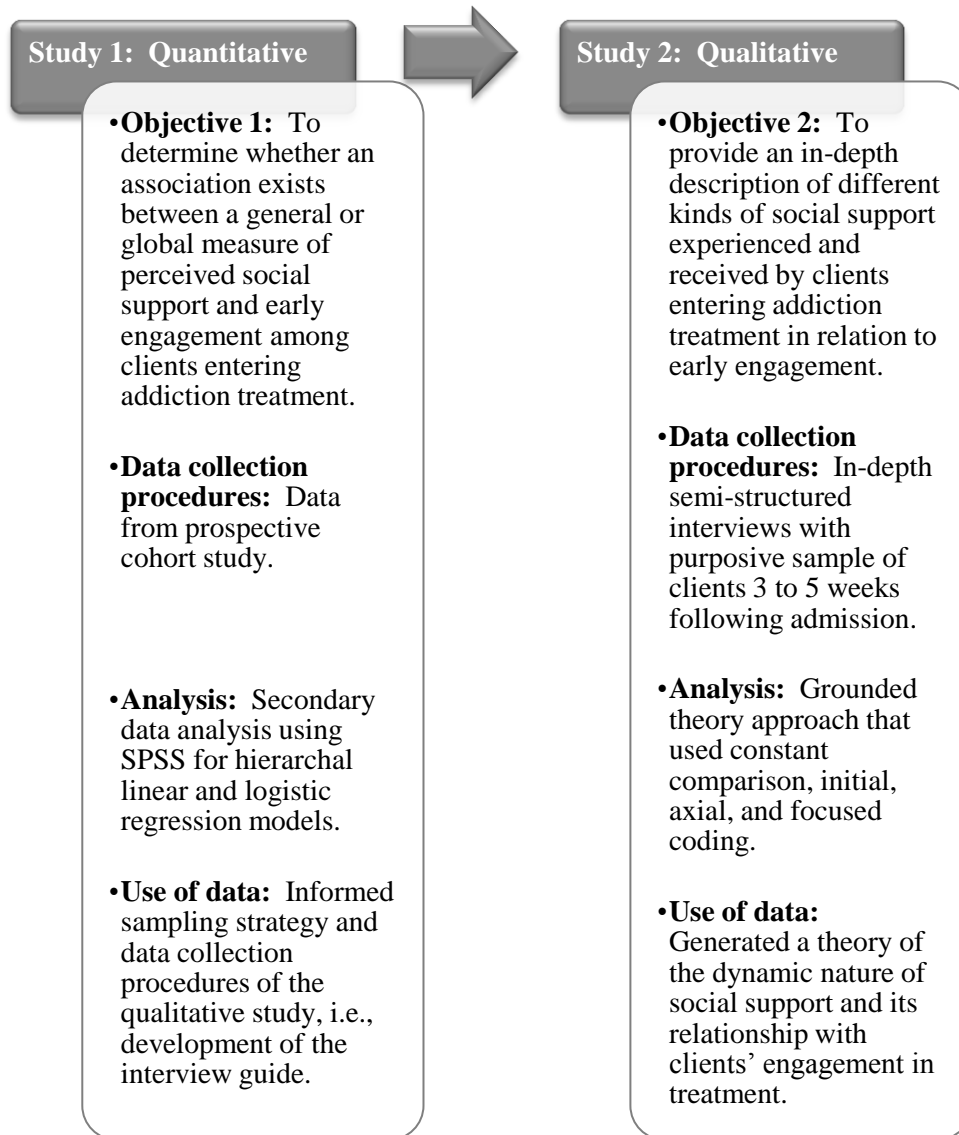 Study 1:  Quantitative
•Objective 1:  To
determine whether an
association exists
between a general or
global measure of
perceived social
support and early
engagement among
clients entering
addiction treatment.
•Data collection
procedures:  Data
from prospective
cohort study.
•Analysis:  Secondary
data analysis using
SPSS for hierarchal
linear and logistic
regression models.
•Use of data:  Informed
sampling strategy and
data collection
procedures of the
qualitative study, i.e.,
development of the
interview guide.
Study 2:  Qualitative
•Objective 2:  To
provide an in-depth
description of different
kinds of social support
experienced and
received by clients
entering addiction
treatment in relation to
early engagement.
•Data collection
procedures:  In-depth
semi-structured
interviews with
purposive sample of
clients 3 to 5 weeks
following admission.
•Analysis:  Grounded
theory approach that
used constant
comparison, initial,
axial, and focused
coding.
•Use of data:
Generated a theory of
the dynamic nature of
social support and its
relationship with
clients’ engagement in
treatment.